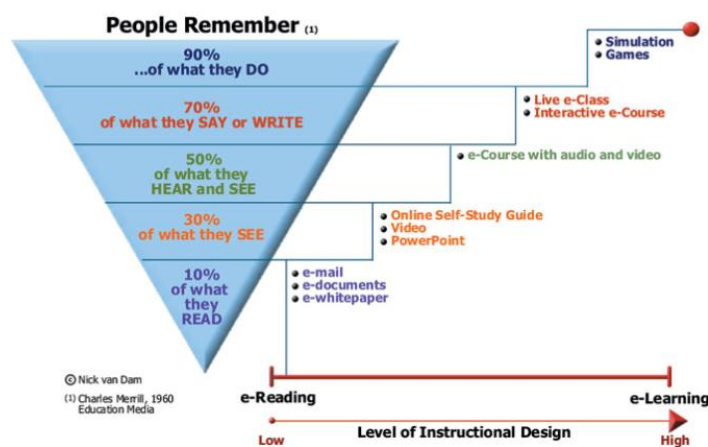 People Remember (1)
90%
...of what they DO
70%
of what they SAY or WRITE
50%
of what they
HEAR and SEE
30%
of what they SEE
10%
of what
they
READ
Simulation
Games
Live e-Class
Interactive e-Course
e-Course with audio and video
Online Self-Study Guide
Video
PowerPoint
e-mail
e-documents
e-whitepaper
© Nick van Dam
(1) Charles Merrill, 1960
Education Media
e-Reading
e-Learning
Low
Level of Instructional Design
High